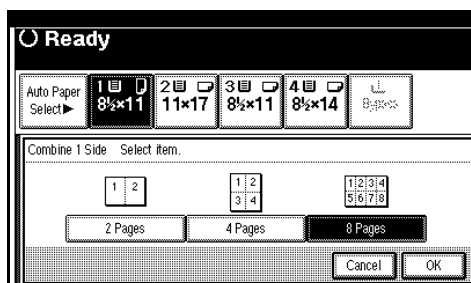 Ready
Auto Paper Select▶
1 8½×11
2 11×17
3 8½×11
4 8½×14
Combine 1 Side Select item.
1 2
1 2
3 4
1 2 3 4
5 6 7 8
2 Pages 4 Pages 8 Pages
Cancel OK